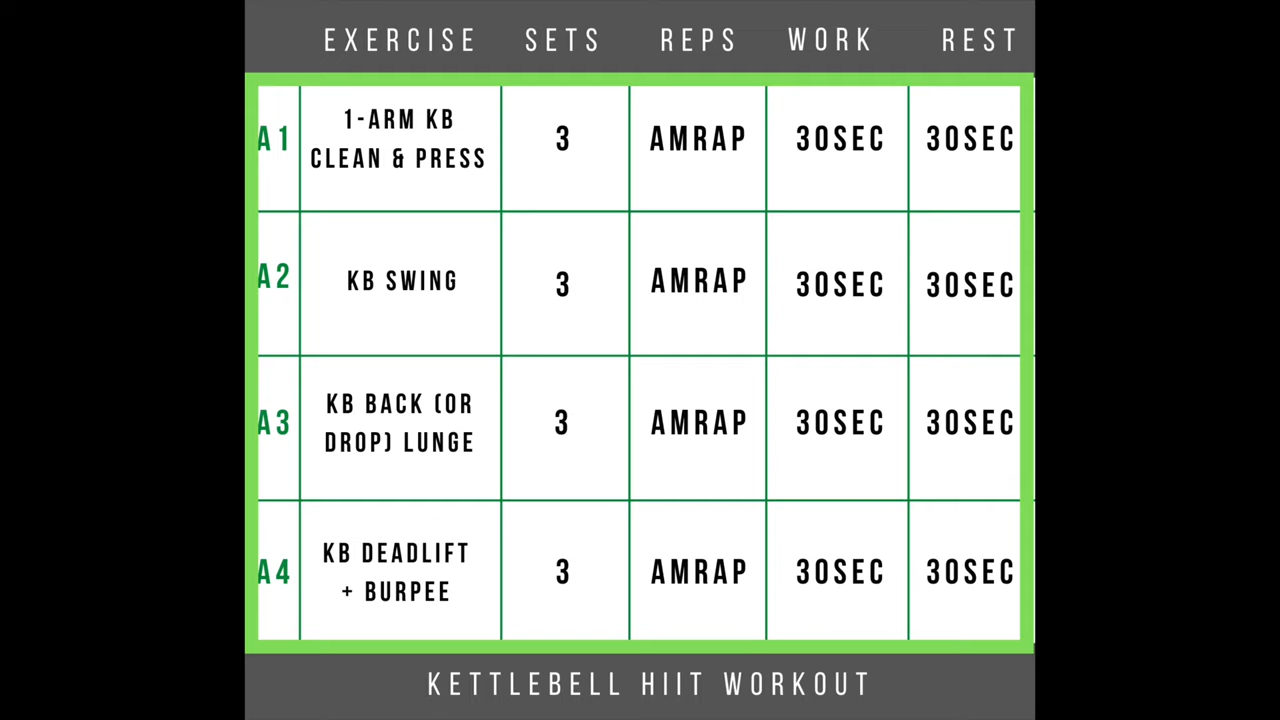 EXERCISE SETS REPS WORK REST
A1 1-ARM KB CLEAN & PRESS 3 AMRAP 30SEC 30SEC
A2 KB SWING 3 AMRAP 30SEC 30SEC
A3 KB BACK (OR DROP) LUNGE 3 AMRAP 30SEC 30SEC
A4 KB DEADLIFT + BURPEE 3 AMRAP 30SEC 30SEC
KETTLEBELL HIIT WORKOUT